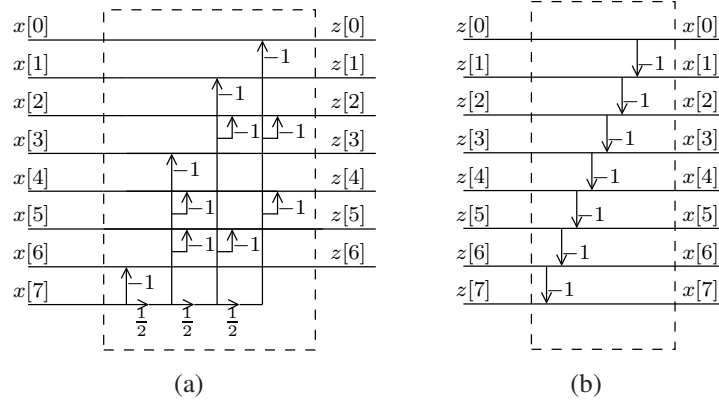 x[0] z[0]
−1
x[1] z[1]
−1
x[2] z[2]
−1 −1
x[3] z[3]
−1
x[4] z[4]
−1 −1
x[5] z[5]
−1 −1
x[6] z[6]
−1
x[7]
1/2 1/2 1/2
(a)
z[0] x[0]
z[1] −1 x[1]
z[2] −1 x[2]
z[3] −1 x[3]
z[4] −1 x[4]
z[5] −1 x[5]
z[6] −1 x[6]
z[7] −1 x[7]
(b)